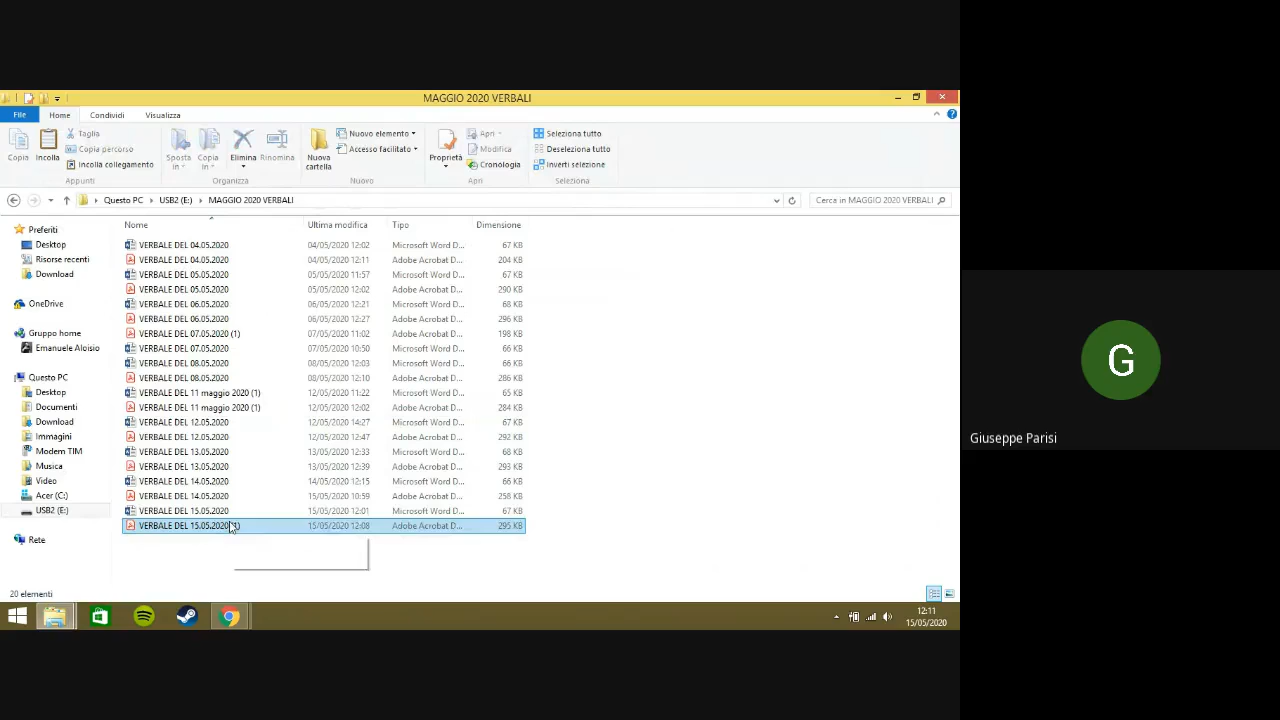 MAGGIO 2020 VERBALI
File Home Condividi Visualizza
Copia Incolla Taglia Copia percorso Incolla collegamento Appunti
Sposta in Copia in Elimina Rinomina Organizza
Nuova cartella Nuovo elemento Accesso facilitato Nuovo
Proprietà Apri Modifica Cronologia Apri
Seleziona tutto Deseleziona tutto Inverti selezione Seleziona
Questo PC USB2 (E:) MAGGIO 2020 VERBALI Cerca in MAGGIO 2020 VERBALI
Preferiti
Desktop
Risorse recenti
Download
OneDrive
Gruppo home
Emanuele Aloisio
Questo PC
Desktop
Documenti
Download
Immagini
Modem TIM
Musica
Video
Acer (C:)
USB2 (E:)
Rete
Nome Ultima modifica Tipo Dimensione
VERBALE DEL 04.05.2020 04/05/2020 12:02 Microsoft Word D... 67 KB
VERBALE DEL 04.05.2020 04/05/2020 12:11 Adobe Acrobat D... 204 KB
VERBALE DEL 05.05.2020 05/05/2020 11:57 Microsoft Word D... 67 KB
VERBALE DEL 05.05.2020 05/05/2020 12:02 Adobe Acrobat D... 290 KB
VERBALE DEL 06.05.2020 06/05/2020 12:21 Microsoft Word D... 68 KB
VERBALE DEL 06.05.2020 06/05/2020 12:27 Adobe Acrobat D... 296 KB
VERBALE DEL 07.05.2020 (1) 07/05/2020 11:02 Adobe Acrobat D... 198 KB
VERBALE DEL 07.05.2020 07/05/2020 10:50 Microsoft Word D... 66 KB
VERBALE DEL 08.05.2020 08/05/2020 12:03 Microsoft Word D... 66 KB
VERBALE DEL 08.05.2020 08/05/2020 12:10 Adobe Acrobat D... 286 KB
VERBALE DEL 11 maggio 2020 (1) 12/05/2020 11:22 Microsoft Word D... 65 KB
VERBALE DEL 11 maggio 2020 (1) 12/05/2020 12:02 Adobe Acrobat D... 284 KB
VERBALE DEL 12.05.2020 12/05/2020 14:27 Microsoft Word D... 67 KB
VERBALE DEL 12.05.2020 12/05/2020 12:47 Adobe Acrobat D... 292 KB
VERBALE DEL 13.05.2020 13/05/2020 12:33 Microsoft Word D... 68 KB
VERBALE DEL 13.05.2020 13/05/2020 12:39 Adobe Acrobat D... 293 KB
VERBALE DEL 14.05.2020 14/05/2020 12:15 Microsoft Word D... 66 KB
VERBALE DEL 14.05.2020 15/05/2020 10:59 Adobe Acrobat D... 258 KB
VERBALE DEL 15.05.2020 15/05/2020 12:01 Microsoft Word D... 67 KB
VERBALE DEL 15.05.2020 (1) 15/05/2020 12:08 Adobe Acrobat D... 295 KB
20 elementi
12:11
15/05/2020
G
Giuseppe Parisi